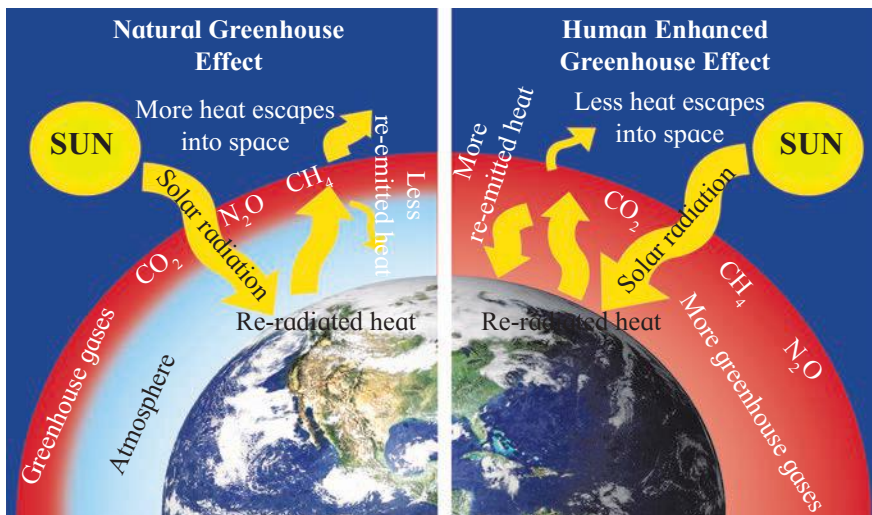 Natural Greenhouse
Effect
More heat escapes
into space
SUN
Solar radiation
Less
re-emitted heat
CH4
N2O
CO2
Greenhouse gases
Atmosphere
Re-radiated heat
Human Enhanced
Greenhouse Effect
Less heat escapes
into space
SUN
More
re-emitted heat
Solar radiation
CO2
CH4
N2O
More greenhouse gases
Re-radiated heat